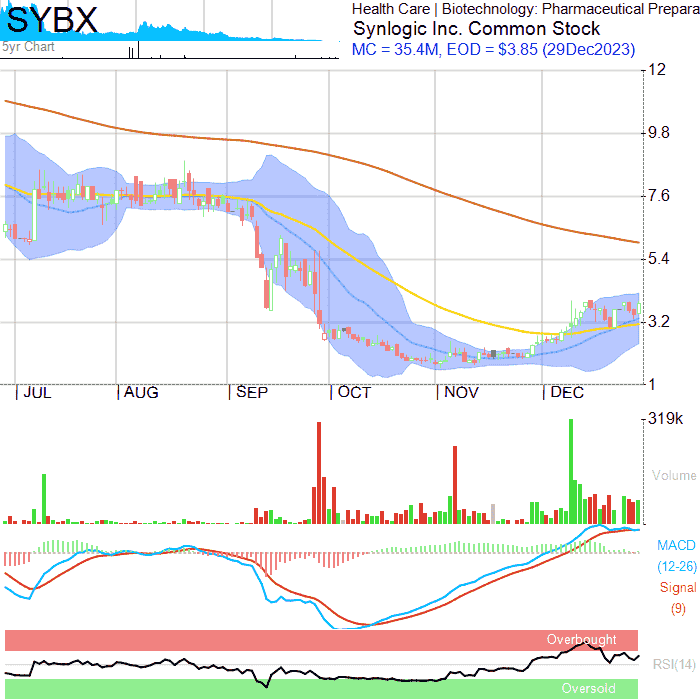 SYBX
5yr Chart
Health Care | Biotechnology: Pharmaceutical Prepara
Synlogic Inc. Common Stock
MC = 35.4M, EOD = $3.85 (29Dec2023)
12
9.8
7.6
5.4
3.2
1
JUL AUG SEP OCT NOV DEC
319k
Volume
MACD
(12-26)
Signal
(9)
Overbought
RSI(14)
Oversold